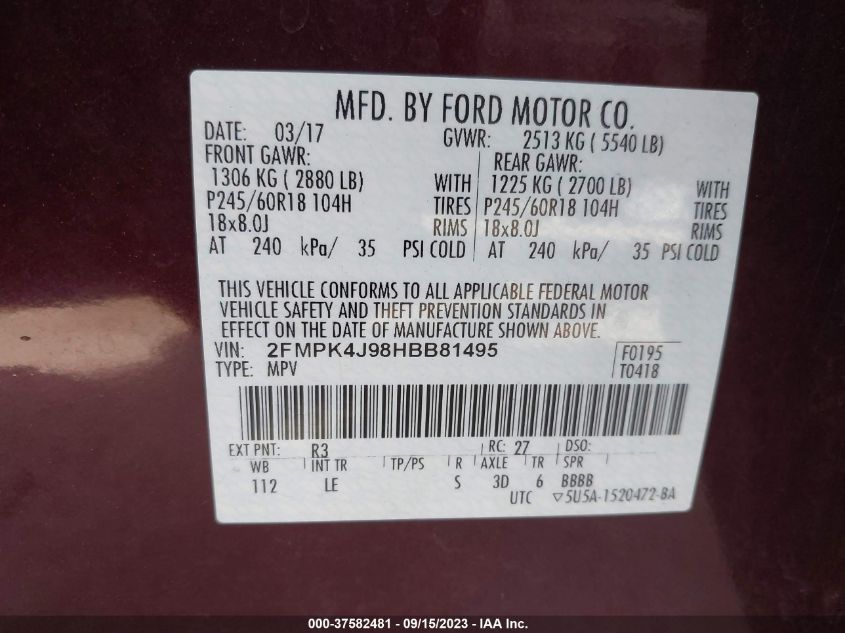 MFD. BY FORD MOTOR CO.
DATE: 03/17 GVWR: 2513 KG ( 5540 LB)
FRONT GAWR: REAR GAWR:
1306 KG ( 2880 LB) WITH 1225 KG ( 2700 LB) WITH
P245/60R18 104H TIRES P245/60R18 104H TIRES
18x8.0J RIMS 18x8.0J RIMS
AT 240 kPa/ 35 PSI COLD AT 240 kPa/ 35 PSI COLD
THIS VEHICLE CONFORMS TO ALL APPLICABLE FEDERAL MOTOR
VEHICLE SAFETY AND THEFT PREVENTION STANDARDS IN
EFFECT ON THE DATE OF MANUFACTURE SHOWN ABOVE.
VIN: 2FMPK4J98HBB81495 F0195
TYPE: MPV T0418
EXT PNT: R3 RC: 27 DSO:
WB INT TR TP/PS R AXLE TR SPR
112 LE S 3D 6 BBBB
UTC ▽5U5A-1520472-BA
000-37582481 - 09/15/2023 - IAA Inc.